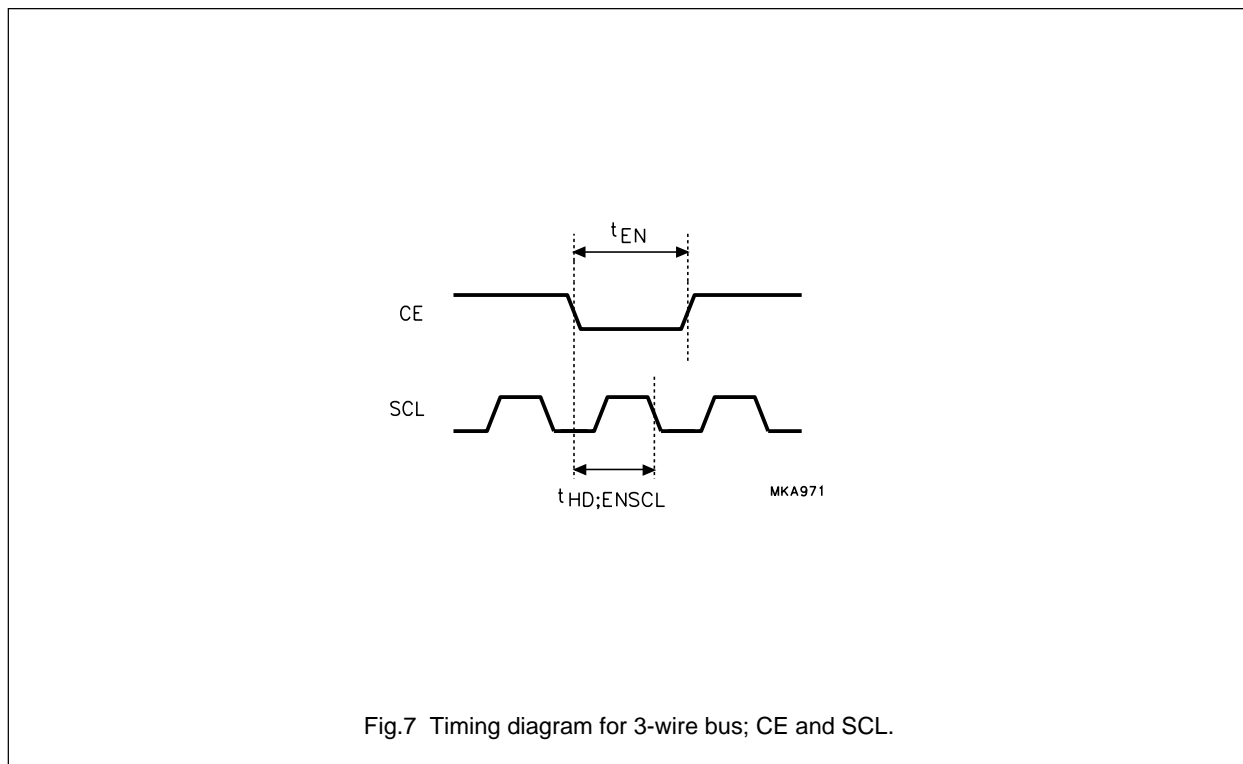 tEN
CE
SCL
tHD;ENSCL
MKA971
Fig.7 Timing diagram for 3-wire bus; CE and SCL.